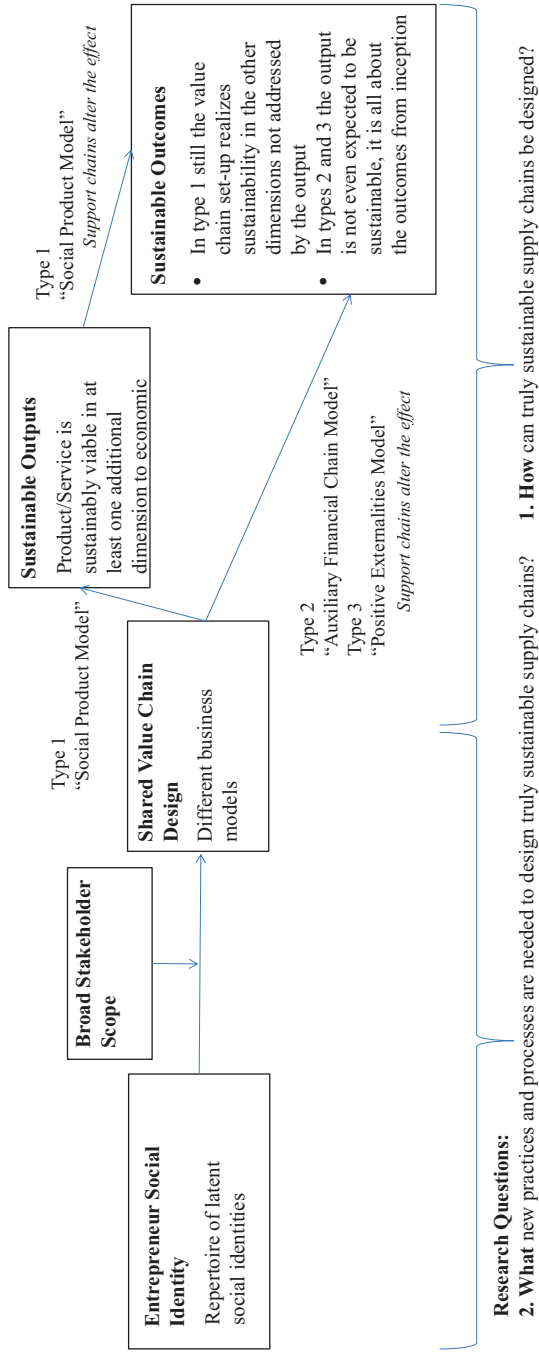 Entrepreneur Social
Identity
Repertoire of latent
social identities
Broad Stakeholder
Scope
Shared Value Chain
Design
Different business
models
Type 1
“Social Product Model”
Sustainable Outputs
Product/Service is
sustainably viable in at
least one additional
dimension to economic
Type 1
“Social Product Model”
Support chains alter the effect
Type 2
“Auxiliary Financial Chain Model”
Type 3
“Positive Externalities Model”
Support chains alter the effect
Sustainable Outcomes
• In type 1 still the value
chain set-up realizes
sustainability in the other
dimensions not addressed
by the output
• In types 2 and 3 the output
is not even expected to be
sustainable, it is all about
the outcomes from inception
Research Questions:
2. What new practices and processes are needed to design truly sustainable supply chains?
1. How can truly sustainable supply chains be designed?